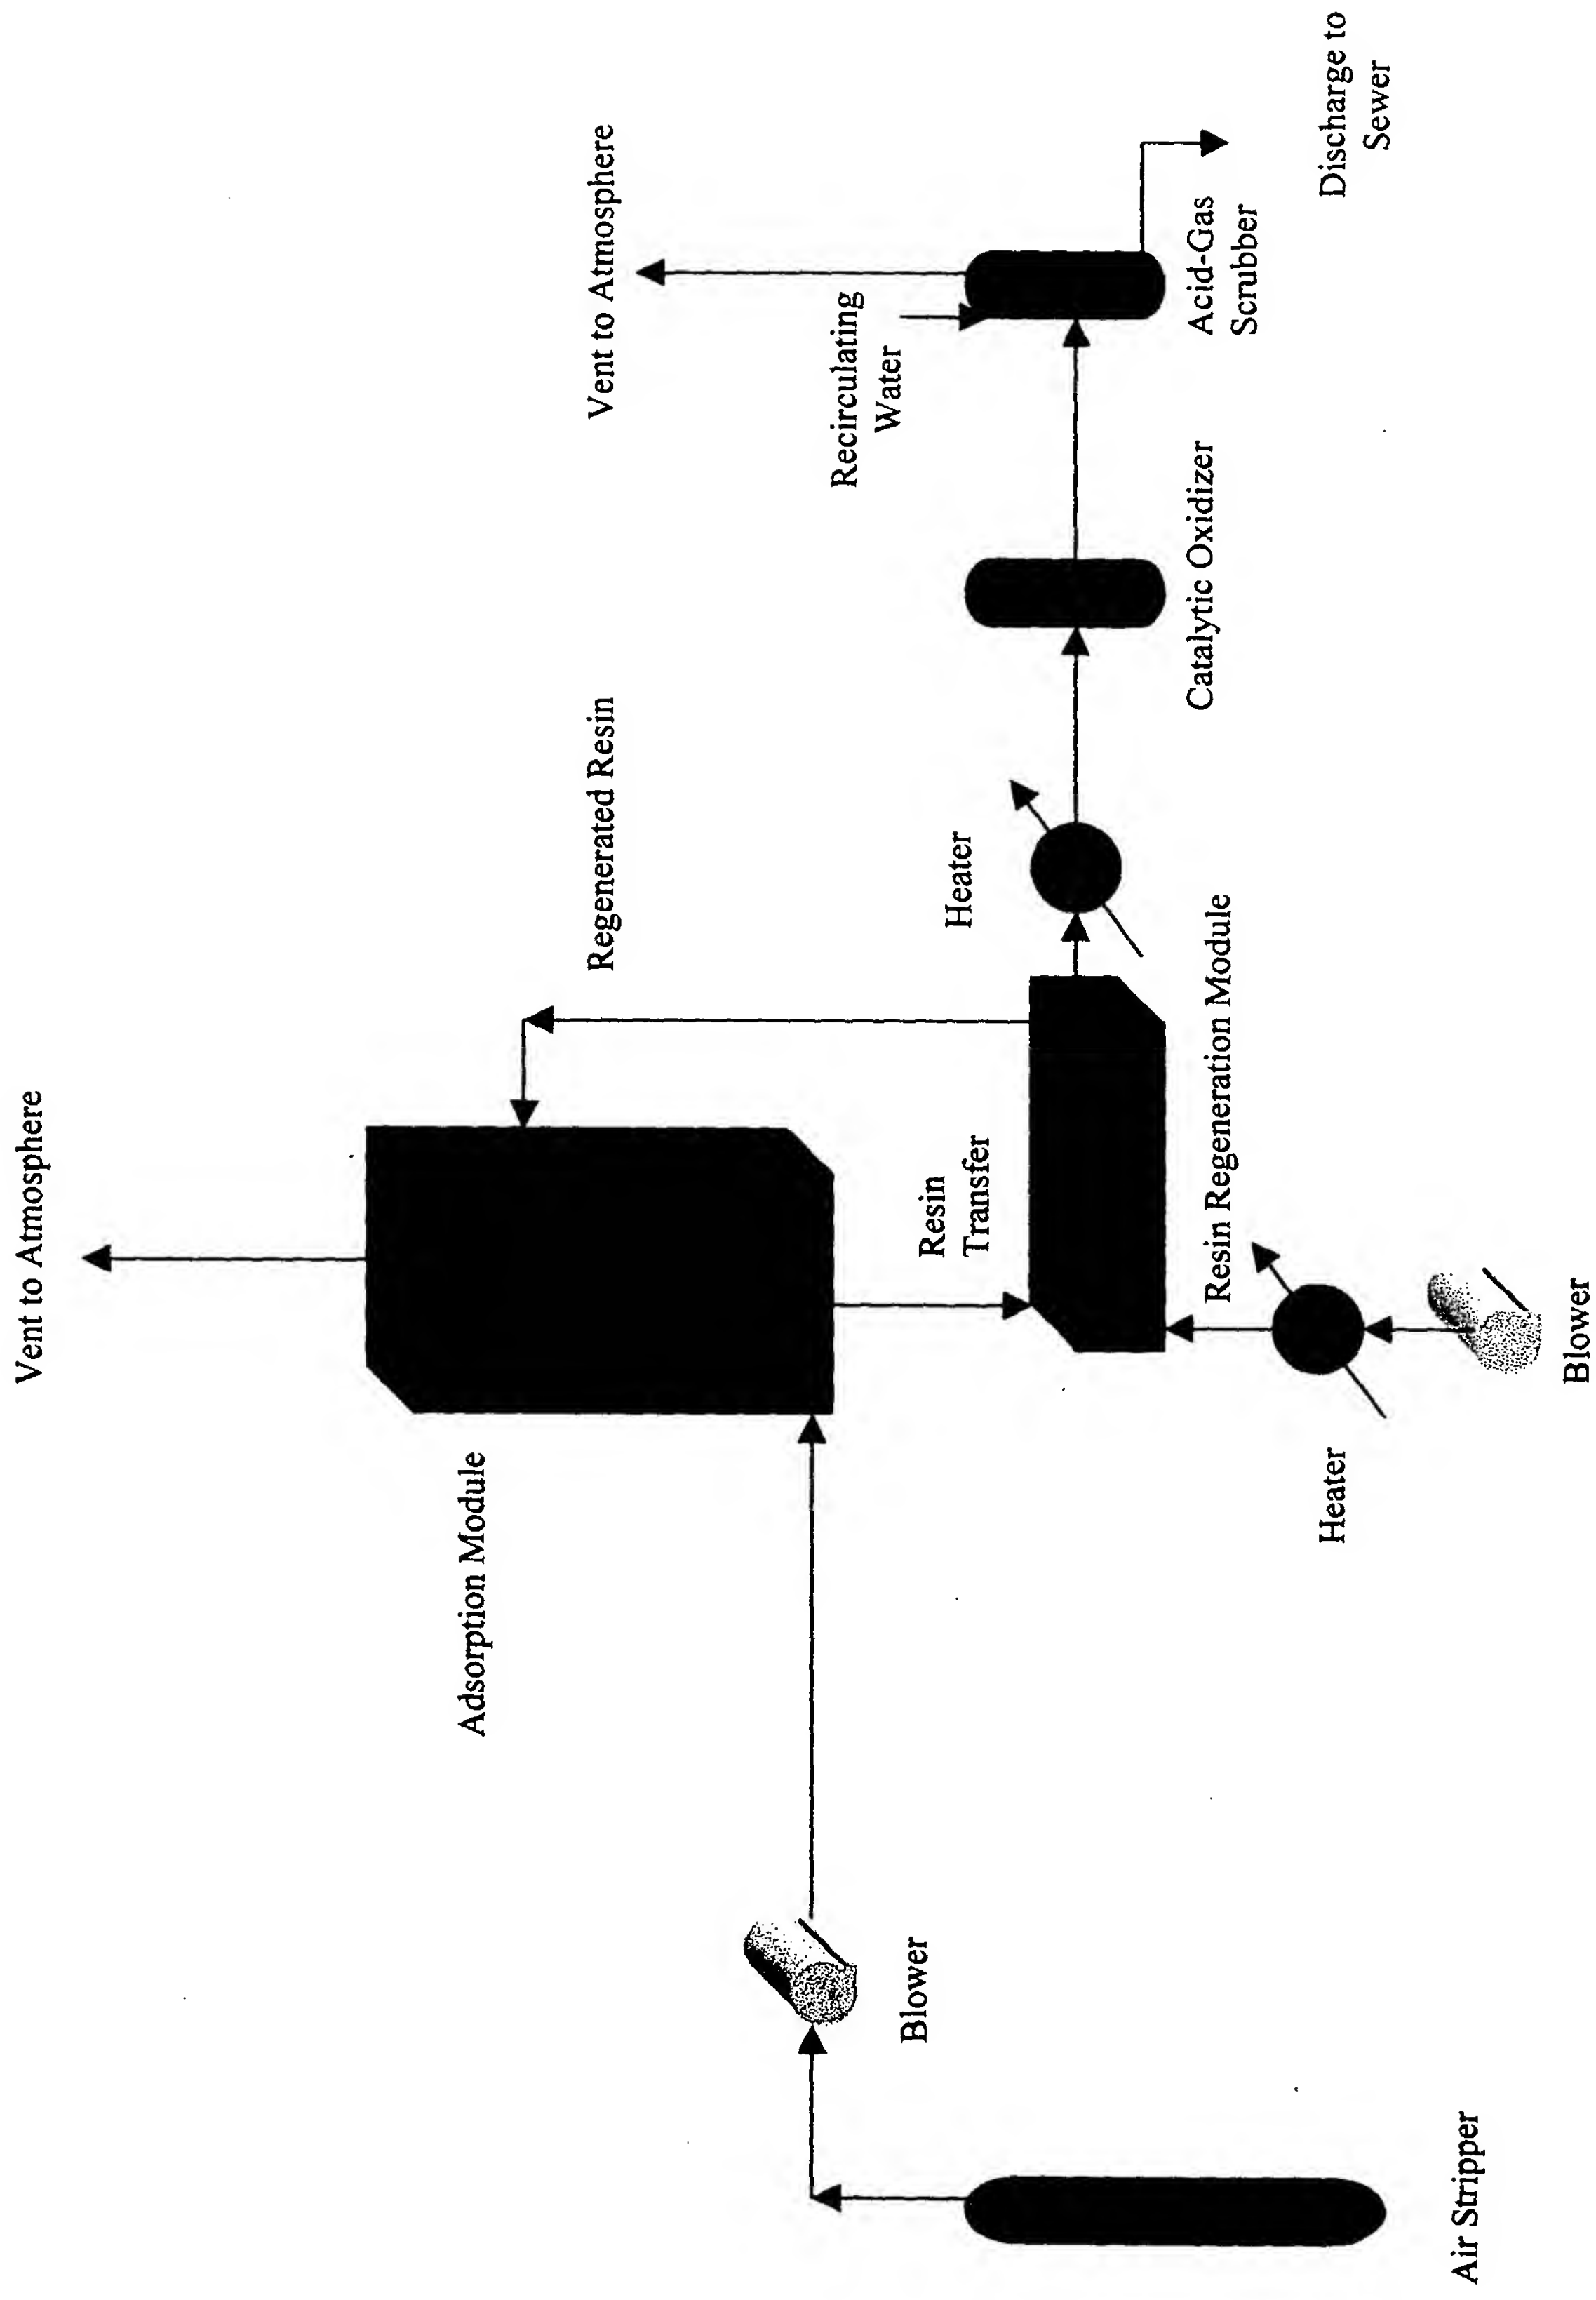 Vent to Atmosphere
Adsorption Module
Regenerated Resin
Vent to Atmosphere
Blower
Resin
Transfer
Heater
Recirculating
Water
Air Stripper
Heater
Blower
Resin Regeneration Module
Catalytic Oxidizer
Acid-Gas
Scrubber
Discharge to
Sewer